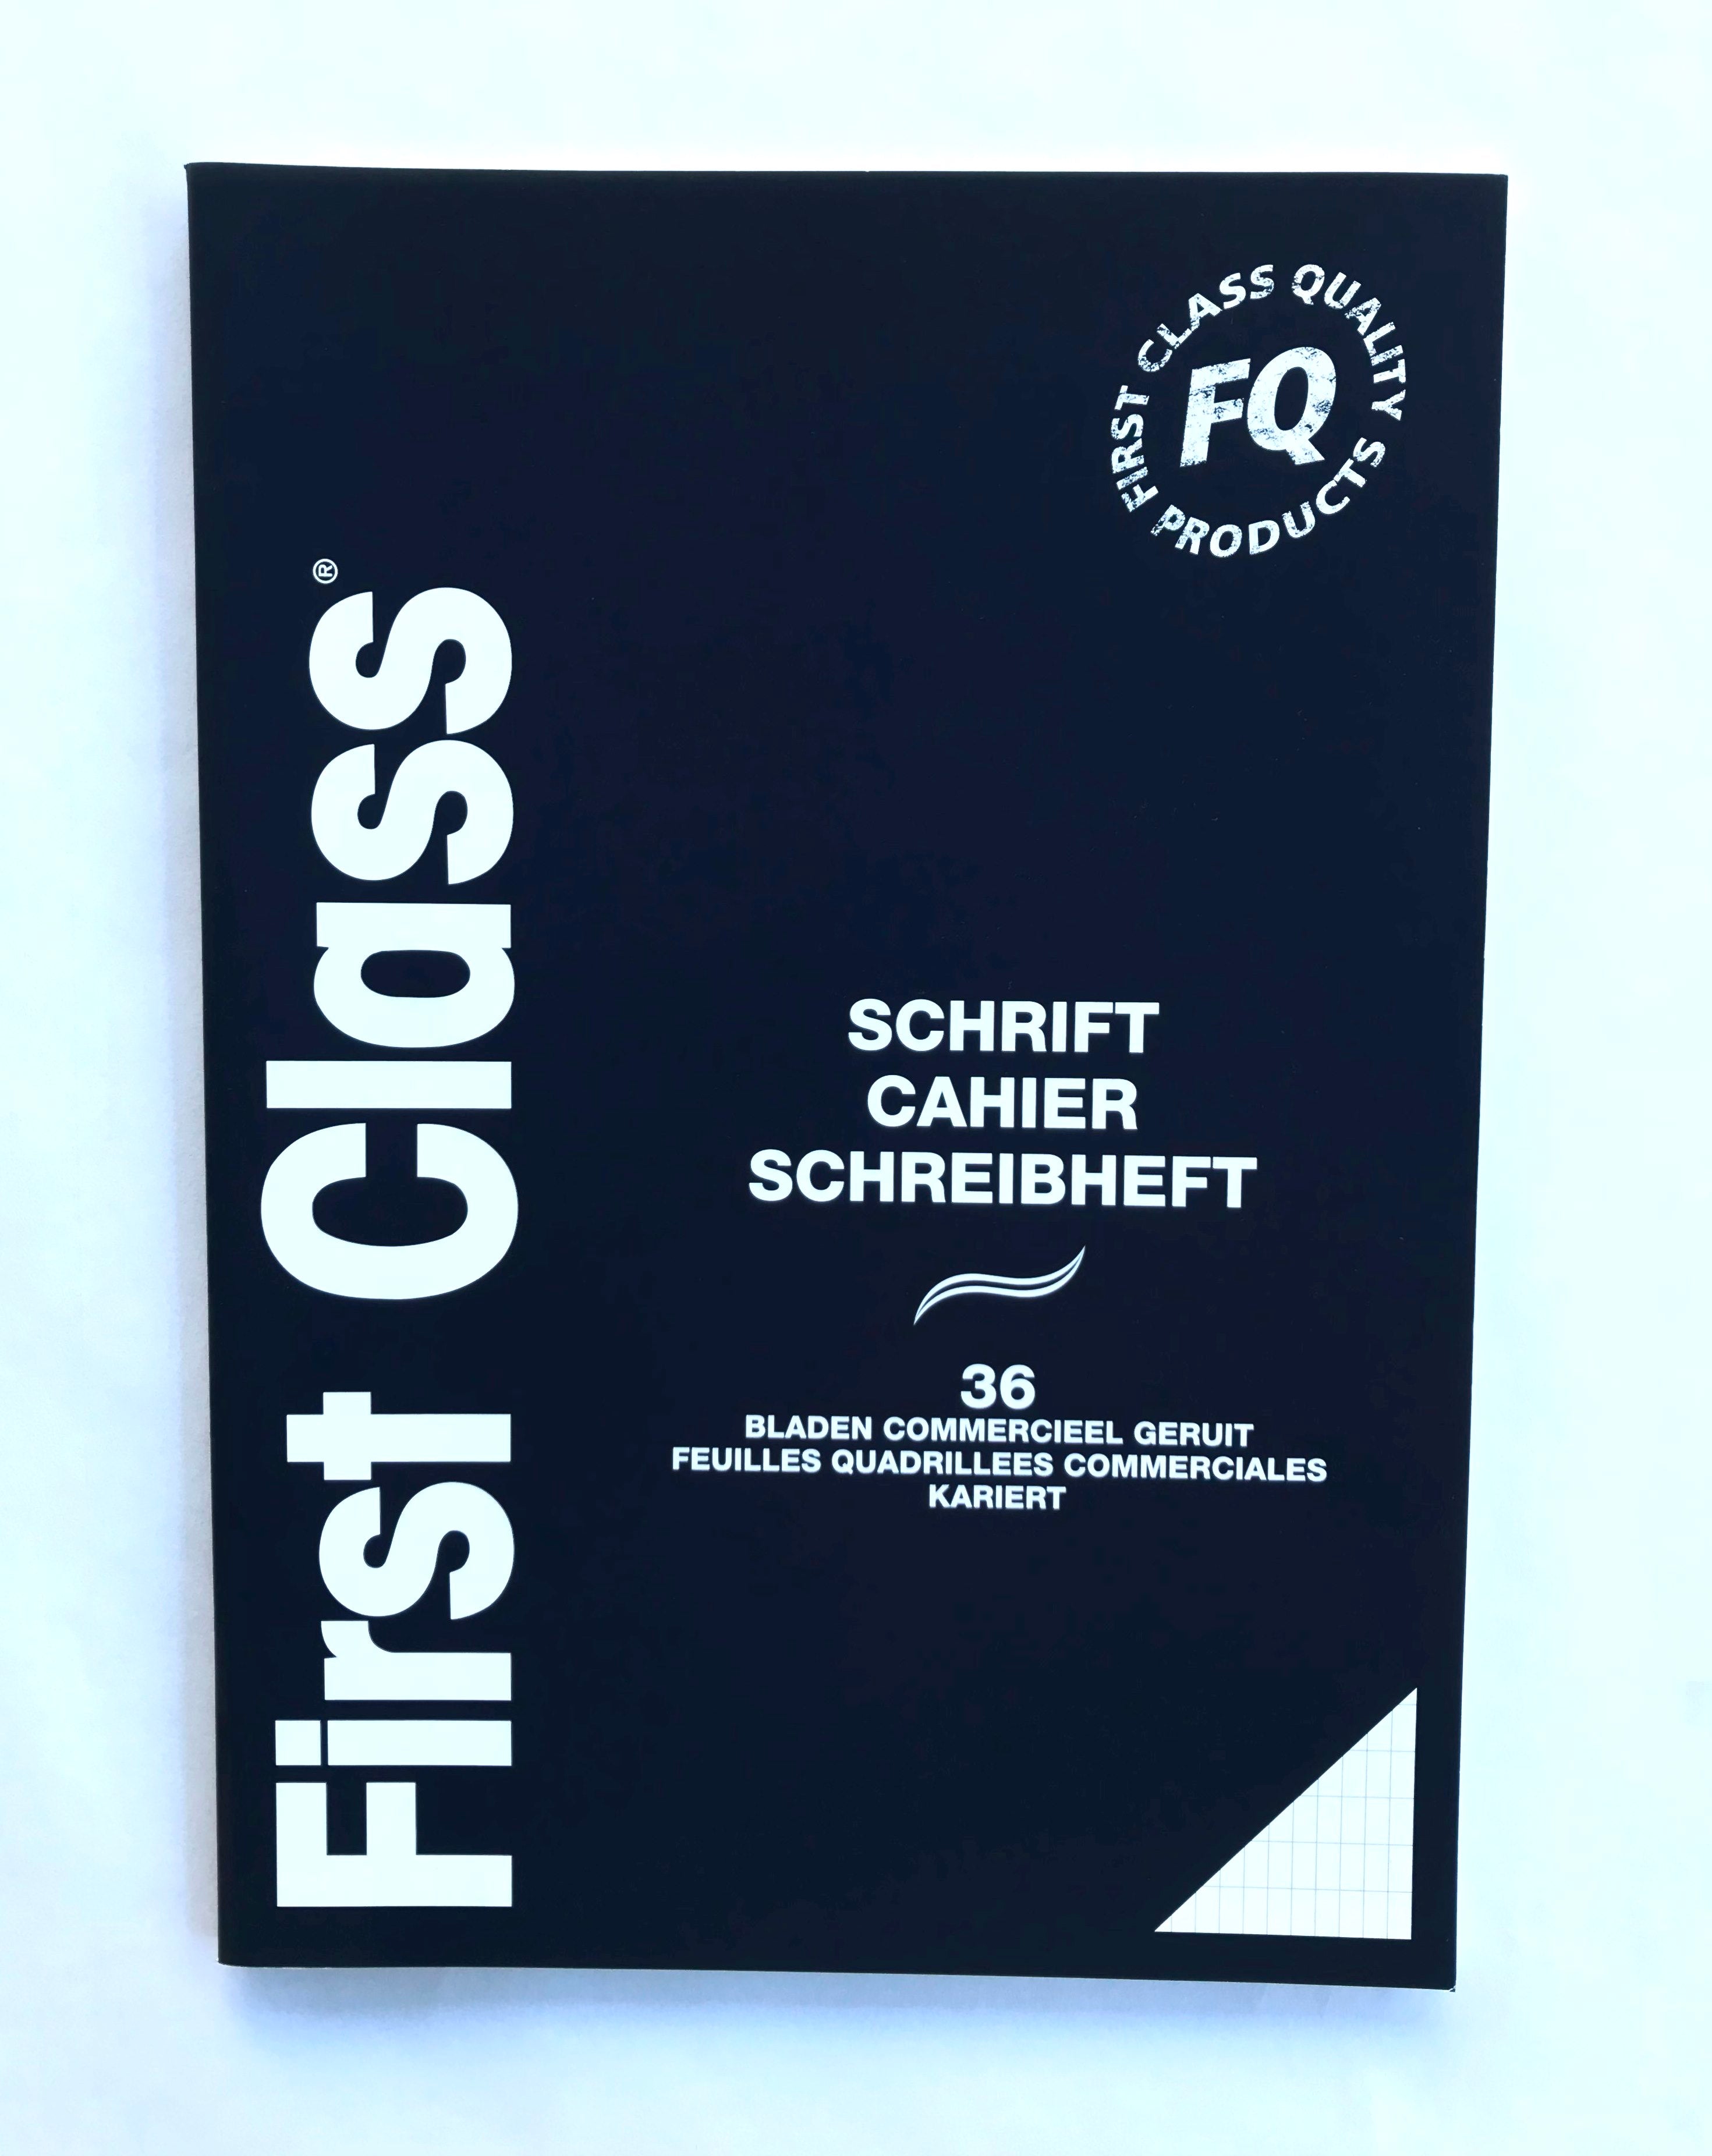 First Class®
FIRST CLASS QUALITY PRODUCTS
FQ
SCHRIFT
CAHIER
SCHREIBHEFT
36
BLADEN COMMERCIEEL GERUIT
FEUILLES QUADRILLEES COMMERCIALES
KARIERT